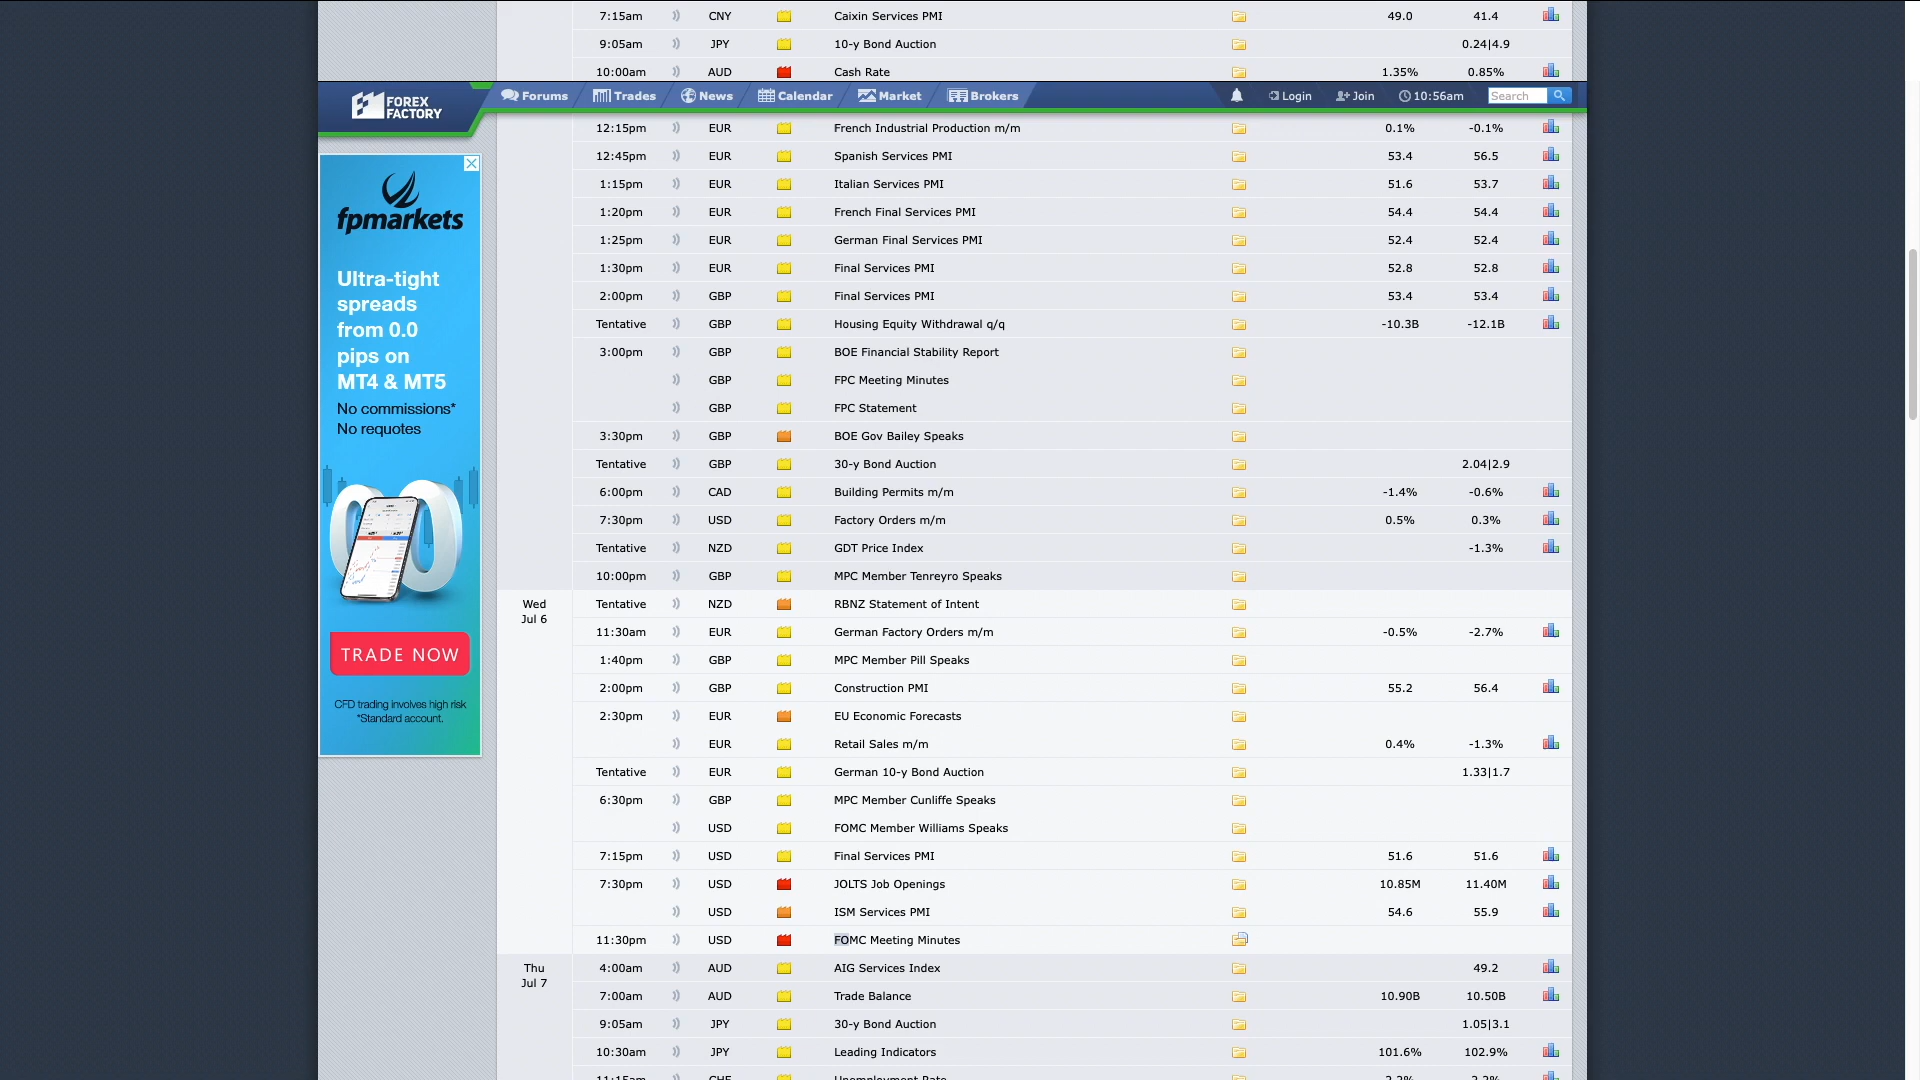 7:15am CNY Caixin Services PMI 49.0 41.4
9:05am JPY 10-y Bond Auction 0.24|4.9
10:00am AUD Cash Rate 1.35% 0.85%
FOREX FACTORY Forums Trades News Calendar Market Brokers Login Join 10:56am Search
12:15pm EUR French Industrial Production m/m 0.1% -0.1%
12:45pm EUR Spanish Services PMI 53.4 56.5
1:15pm EUR Italian Services PMI 51.6 53.7
1:20pm EUR French Final Services PMI 54.4 54.4
1:25pm EUR German Final Services PMI 52.4 52.4
1:30pm EUR Final Services PMI 52.8 52.8
2:00pm GBP Final Services PMI 53.4 53.4
Tentative GBP Housing Equity Withdrawal q/q -10.3B -12.1B
3:00pm GBP BOE Financial Stability Report
GBP FPC Meeting Minutes
GBP FPC Statement
3:30pm GBP BOE Gov Bailey Speaks
Tentative GBP 30-y Bond Auction 2.04|2.9
6:00pm CAD Building Permits m/m -1.4% -0.6%
7:30pm USD Factory Orders m/m 0.5% 0.3%
Tentative NZD GDT Price Index -1.3%
10:00pm GBP MPC Member Tenreyro Speaks
Wed Jul 6
Tentative NZD RBNZ Statement of Intent
11:30am EUR German Factory Orders m/m -0.5% -2.7%
1:40pm GBP MPC Member Pill Speaks
2:00pm GBP Construction PMI 55.2 56.4
2:30pm EUR EU Economic Forecasts
EUR Retail Sales m/m 0.4% -1.3%
Tentative EUR German 10-y Bond Auction 1.33|1.7
6:30pm GBP MPC Member Cunliffe Speaks
USD FOMC Member Williams Speaks
7:15pm USD Final Services PMI 51.6 51.6
7:30pm USD JOLTS Job Openings 10.85M 11.40M
USD ISM Services PMI 54.6 55.9
11:30pm USD FOMC Meeting Minutes
Thu Jul 7
4:00am AUD AIG Services Index 49.2
7:00am AUD Trade Balance 10.90B 10.50B
9:05am JPY 30-y Bond Auction 1.05|3.1
10:30am JPY Leading Indicators 101.6% 102.9%
11:15am CHF Unemployment Rate 2.2% 2.2%
fpmarkets
Ultra-tight
spreads
from 0.0
pips on
MT4 & MT5
No commissions*
No requotes
00
TRADE NOW
CFD trading involves high risk
*Standard account.